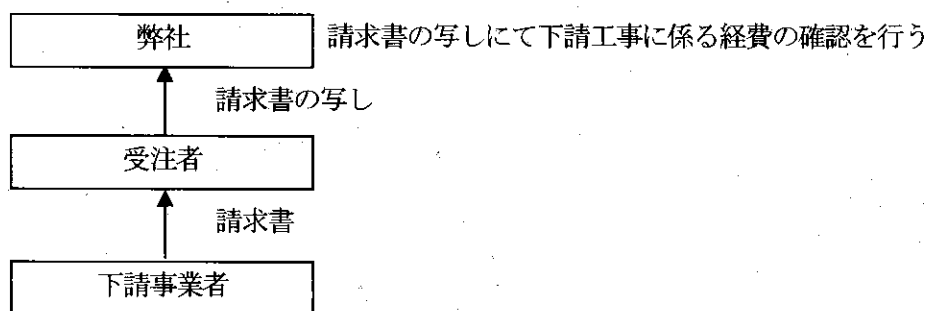 弊社
請求書の写しにて下請工事に係る経費の確認を行う
請求書の写し
受注者
請求書
下請事業者